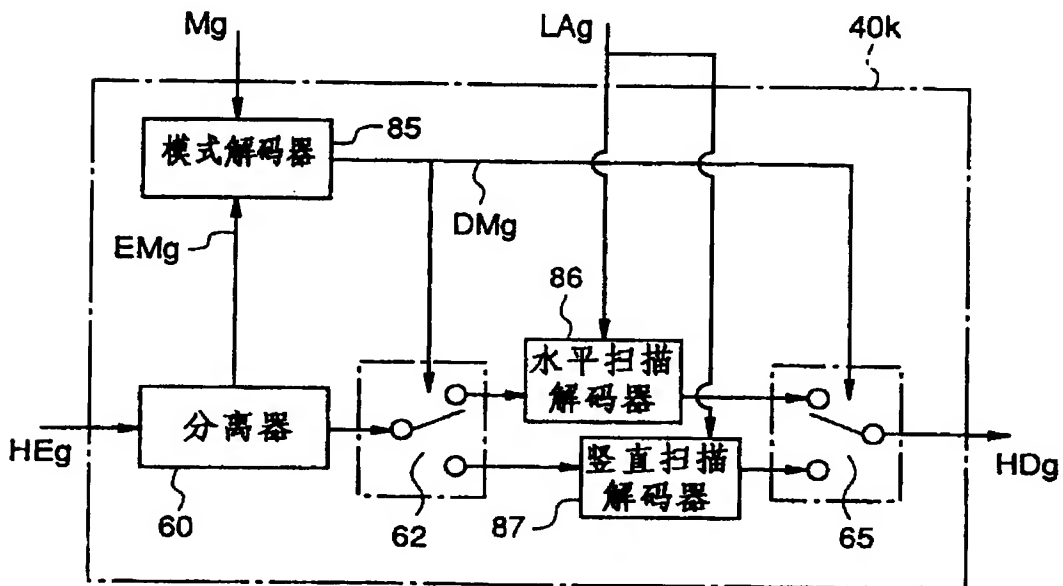 Mg
LAg
40k
模式解码器
85
DMg
EMg
86
水平扫描
解码器
分离器
HEg
竖直扫描
解码器
HDg
60
62
87
65